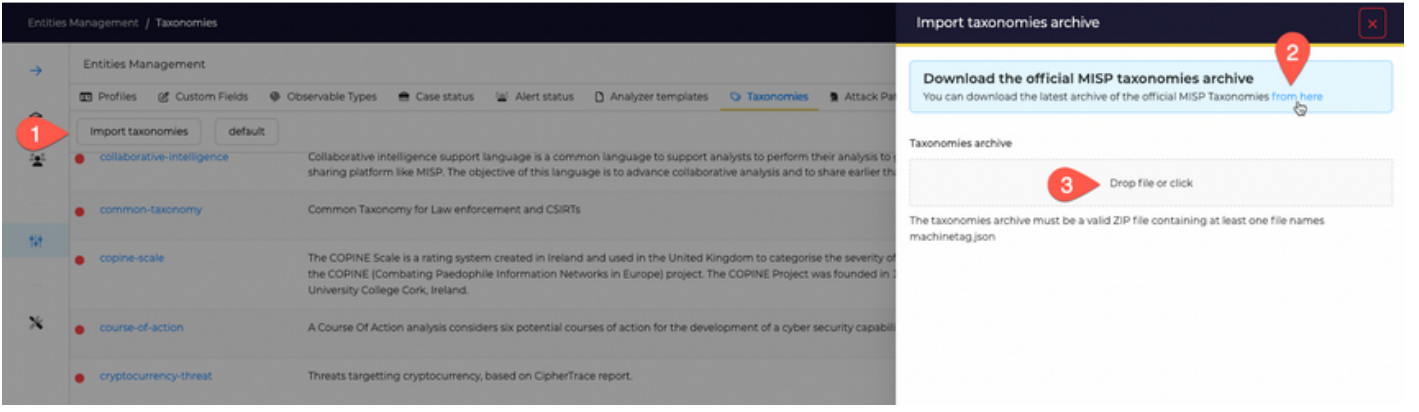 Entities Management / Taxonomies
Import taxonomies archive
Entities Management
2
Download the official MISP taxonomies archive
You can download the latest archive of the official MISP Taxonomies from here
Profiles Custom Fields Observable Types Case status Alert status Analyzer templates Taxonomies Attack
1
Import taxonomies default
Taxonomies archive
collaborative-intelligence
Collaborative intelligence support language is a common language to support analysts to perform their analysis to
sharing platform like MISP. The objective of this language is to advance collaborative analysis and to share earlier
3
Drop file or click
common-taxonomy
Common Taxonomy for Law enforcement and CSIRTs
The taxonomies archive must be a valid ZIP file containing at least one file names
machinetag.json
copine-scale
The COPINE Scale is a rating system created in Ireland and used in the United Kingdom to categorise the severity of
the COPINE (Combating Paedophile Information Networks in Europe) project. The COPINE Project was founded in
University College Cork, Ireland.
course-of-action
A Course Of Action analysis considers six potential courses of action for the development of a cyber security
cryptocurrency-threat
Threats targetting cryptocurrency, based on CipherTrace report.